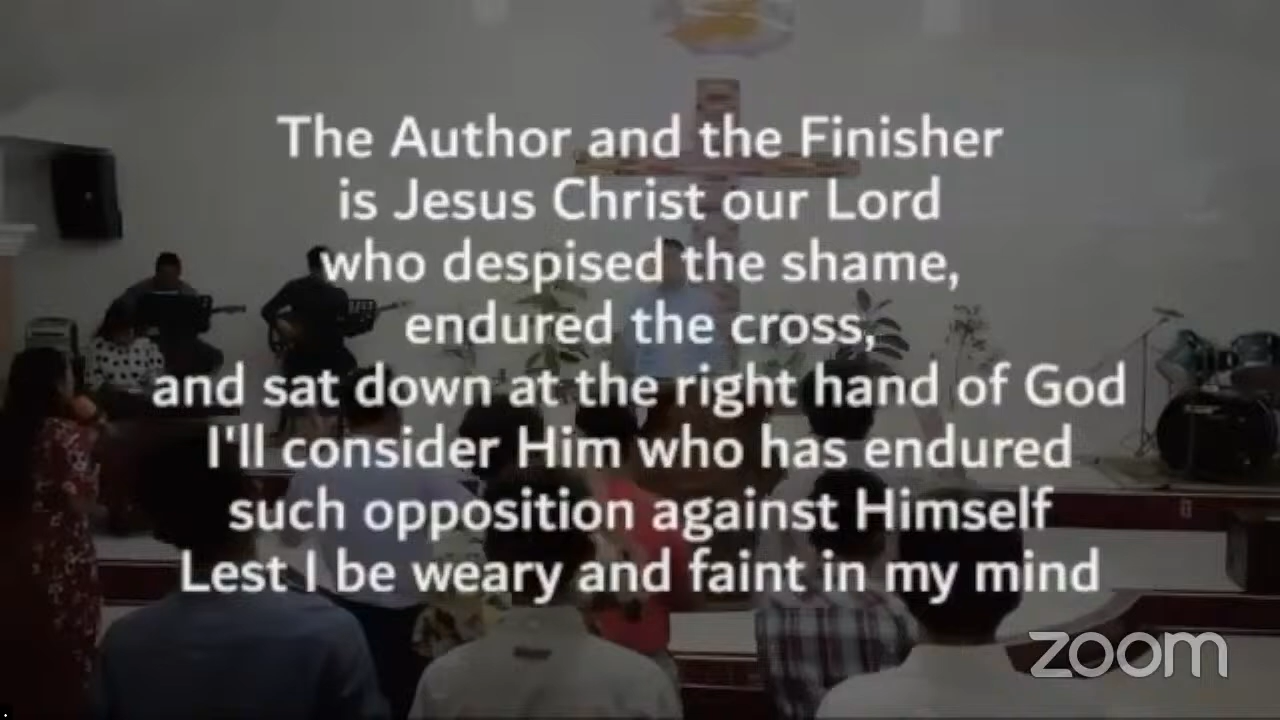 The Author and the Finisher
is Jesus Christ our Lord
who despised the shame,
endured the cross,
and sat down at the right hand of God
I'll consider Him who has endured
such opposition against Himself
Lest I be weary and faint in my mind
zoom